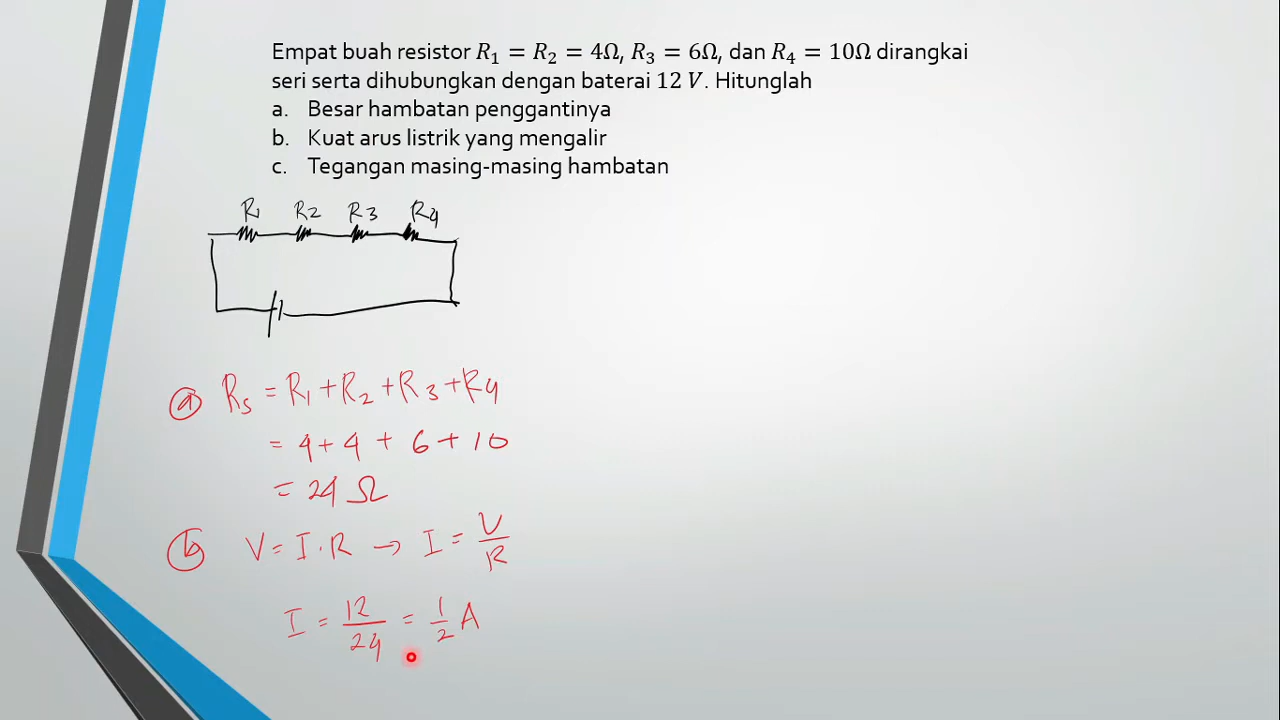 Empat buah resistor R₁ = R₂ = 4Ω, R₃ = 6Ω, dan R₄ = 10Ω dirangkai
seri serta dihubungkan dengan baterai 12 V. Hitunglah
a. Besar hambatan penggantinya
b. Kuat arus listrik yang mengalir
c. Tegangan masing-masing hambatan
R₁ R2 R3 R4
a) Rs = R₁ + R₂ + R₃ + R₄
= 4 + 4 + 6 + 10
= 24 Ω
b) V = I · R → I = V/R
I = 12/24 = 1/2 A